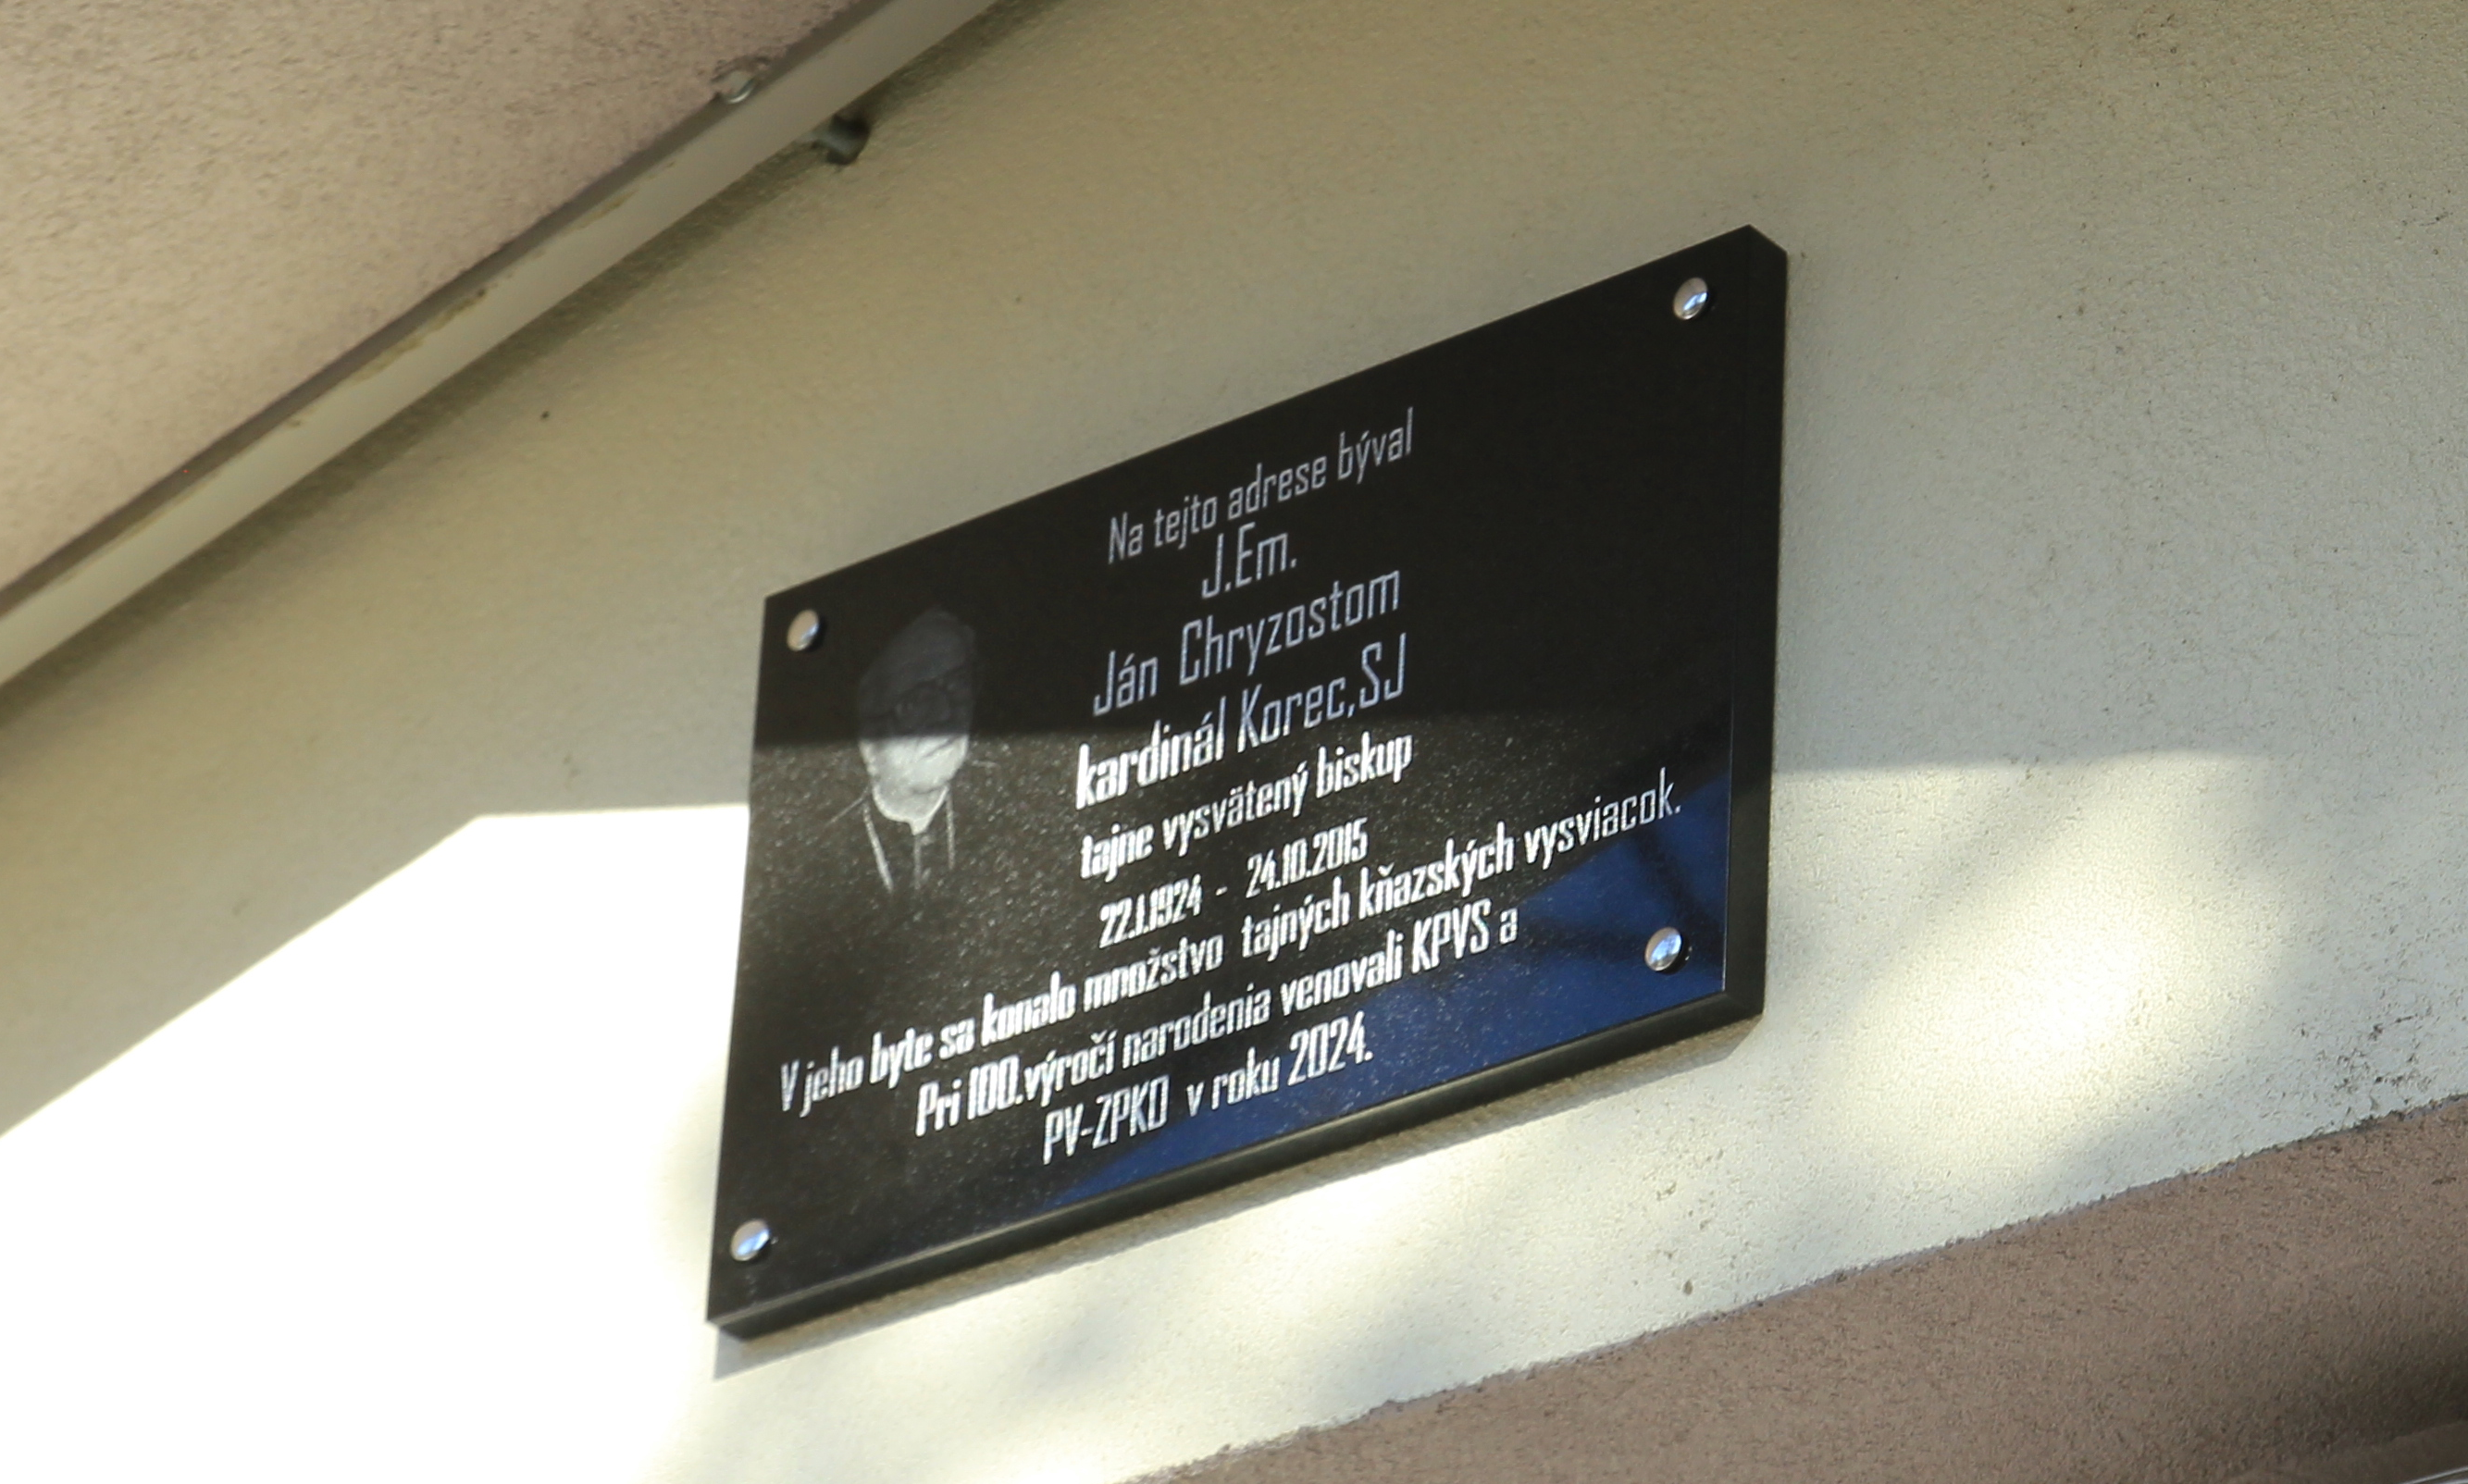 Na tejto adrese býval
J.Em.
Ján Chryzostom
kardinál Korec,SJ
tajne vysvätený biskup
22.1.1924 - 24.10.2015
V jeho byte sa konalo množstvo tajných kňazských vysviacok.
Pri 100.výročí narodenia venovali KPVS a
PV-ZPKO v roku 2024.